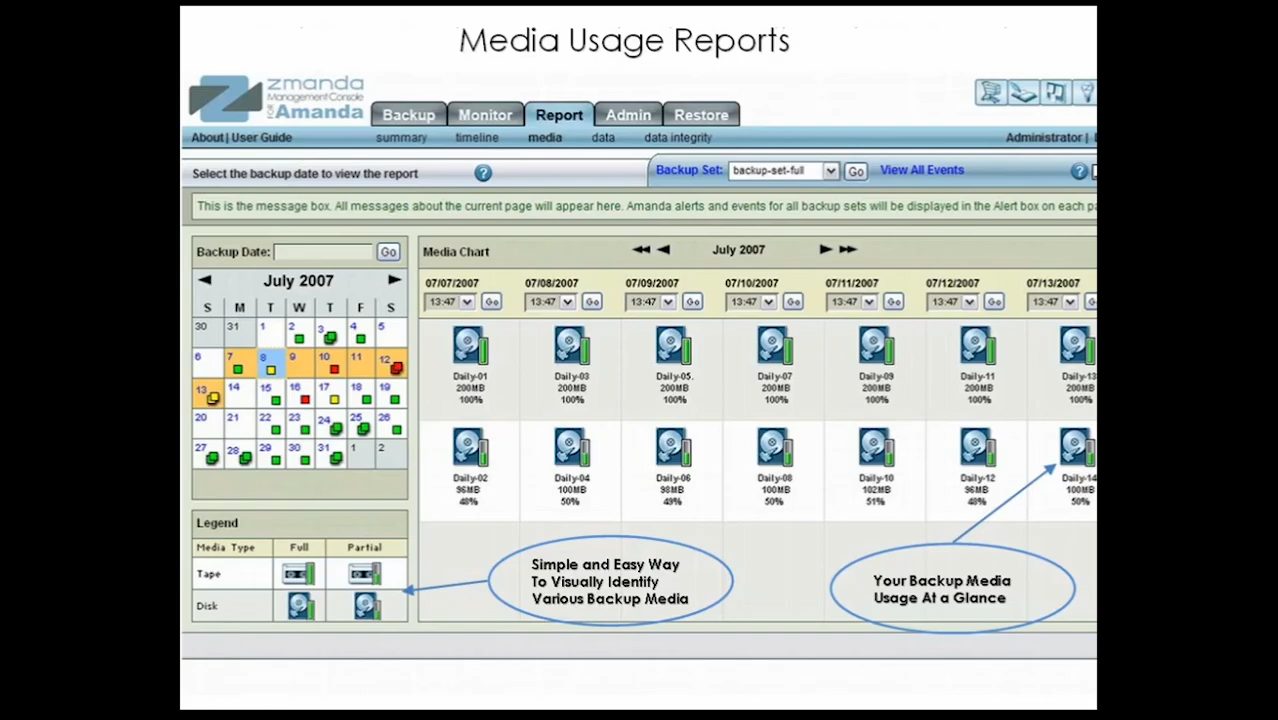 Media Usage Reports
zmanda
Management Console
FOR Amanda
Backup Monitor Report Admin Restore
About | User Guide
summary timeline media data data integrity
Administrator |
Select the backup date to view the report ?
Backup Set: backup-set-full Go View All Events ?
This is the message box. All messages about the current page will appear here. Amanda alerts and events for all backup sets will be displayed in the Alert box on each pa
Backup Date: Go
Media Chart July 2007
July 2007
07/07/2007 07/08/2007 07/09/2007 07/10/2007 07/11/2007 07/12/2007 07/13/2007
13:47 Go 13:47 Go 13:47 Go 13:47 Go 13:47 Go 13:47 Go 13:47 G
S M T W T F S
30 31 1 2 3 4 5
6 7 8 9 10 11 12
13 14 15 16 17 18 19
20 21 22 23 24 25 26
27 28 29 30 31 1 2
Daily-01 Daily-03 Daily-05. Daily-07 Daily-09 Daily-11 Daily-13
200MB 200MB 200MB 200MB 200MB 200MB 200MB
100% 100% 100% 100% 100% 100% 100%
Daily-02 Daily-04 Daily-06 Daily-08 Daily-10 Daily-12 Daily-14
96MB 100MB 98MB 100MB 102MB 96MB 100MB
48% 50% 49% 50% 51% 48% 50%
Legend
Media Type Full Partial
Tape
Disk
Simple and Easy Way
To Visually Identify
Various Backup Media
Your Backup Media
Usage At a Glance